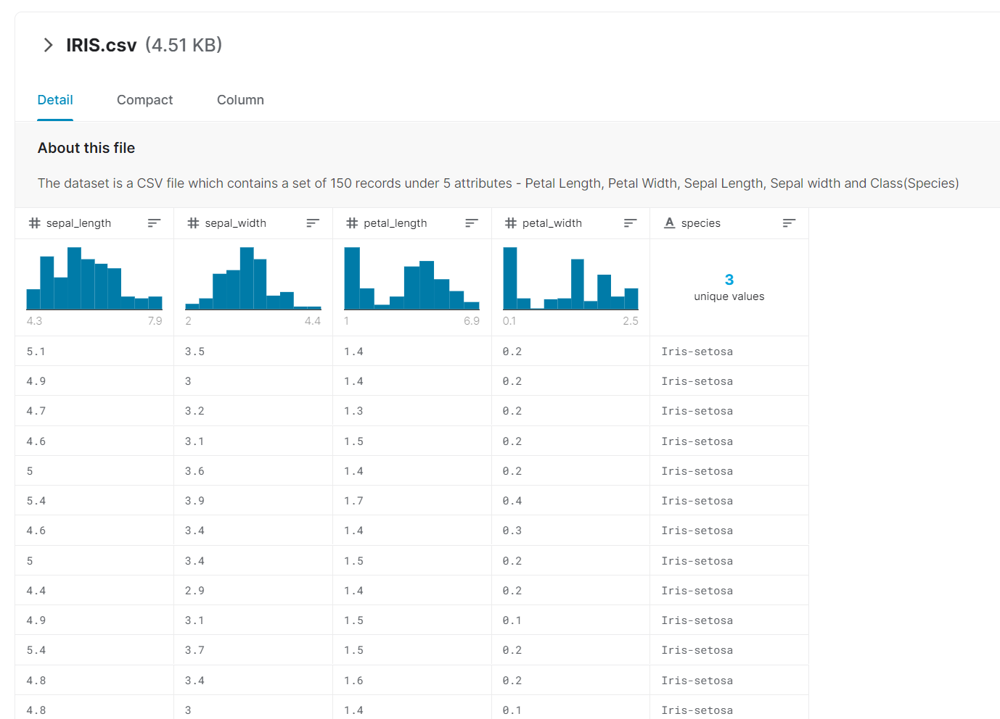 IRIS.csv (4.51 KB)
Detail Compact Column
About this file
The dataset is a CSV file which contains a set of 150 records under 5 attributes - Petal Length, Petal Width, Sepal Length, Sepal width and Class(Species)
# sepal_length # sepal_width # petal_length # petal_width A species
3
unique values
4.3 7.9 2 4.4 1 6.9 0.1 2.5
5.1 3.5 1.4 0.2 Iris-setosa
4.9 3 1.4 0.2 Iris-setosa
4.7 3.2 1.3 0.2 Iris-setosa
4.6 3.1 1.5 0.2 Iris-setosa
5 3.6 1.4 0.2 Iris-setosa
5.4 3.9 1.7 0.4 Iris-setosa
4.6 3.4 1.4 0.3 Iris-setosa
5 3.4 1.5 0.2 Iris-setosa
4.4 2.9 1.4 0.2 Iris-setosa
4.9 3.1 1.5 0.1 Iris-setosa
5.4 3.7 1.5 0.2 Iris-setosa
4.8 3.4 1.6 0.2 Iris-setosa
4.8 3 1.4 0.1 Iris-setosa